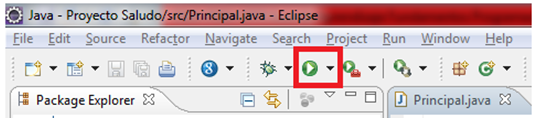 Java - Proyecto Saludo/src/Principal.java - Eclipse
File Edit Source Refactor Navigate Search Project Run Window Help
Package Explorer
Principal.java